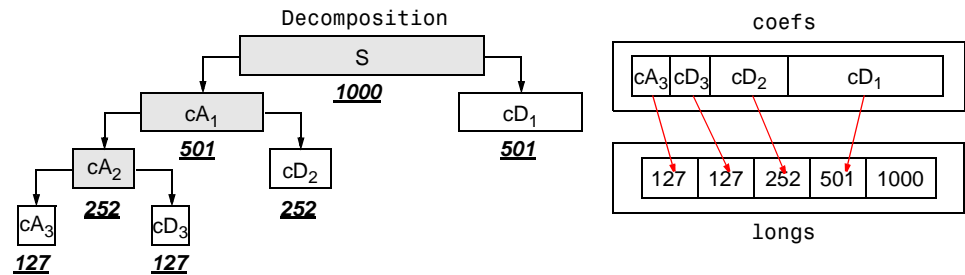 Decomposition
S
1000
cA1
501
cD1
501
cA2
252
cD2
252
cA3
127
cD3
127
coefs
cA3 cD3 cD2 cD1
127 127 252 501 1000
longs